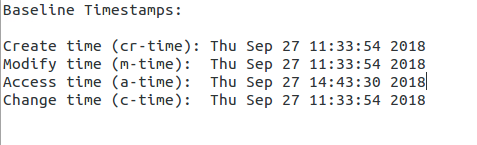 Baseline Timestamps:
Create time (cr-time): Thu Sep 27 11:33:54 2018
Modify time (m-time):  Thu Sep 27 11:33:54 2018
Access time (a-time):  Thu Sep 27 14:43:30 2018
Change time (c-time):  Thu Sep 27 11:33:54 2018